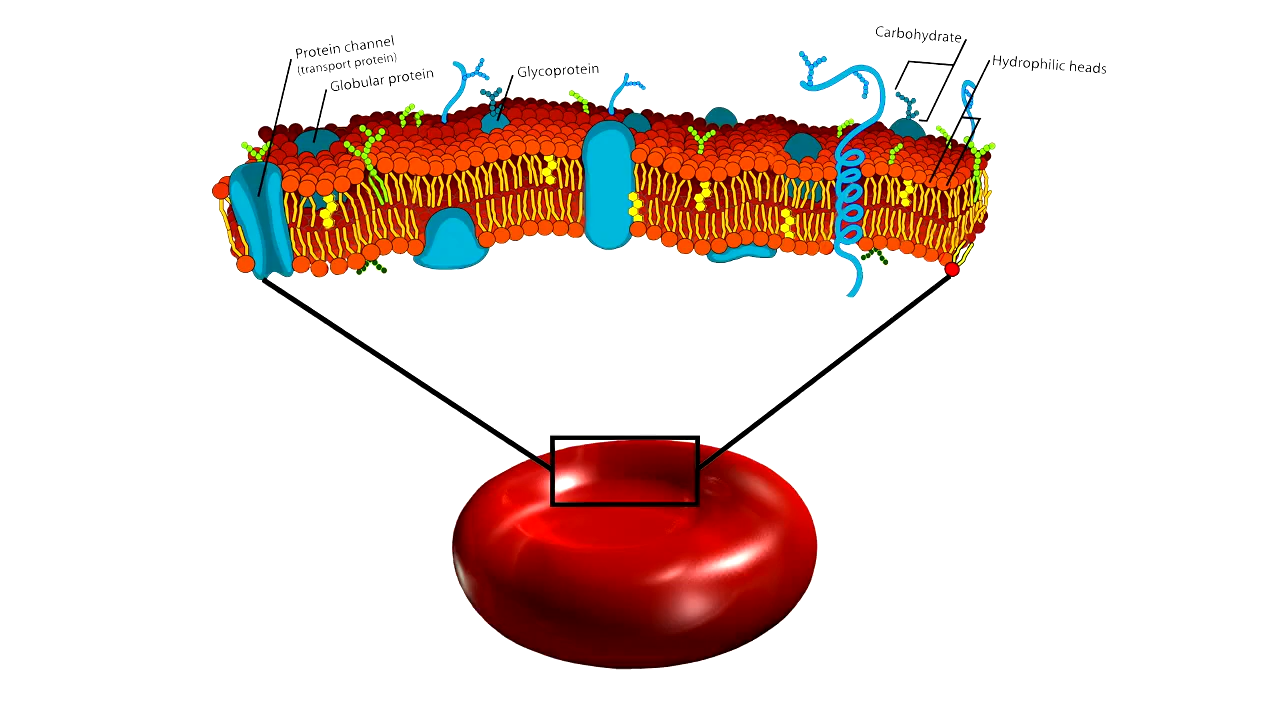 Protein channel
(transport protein)
Globular protein
Glycoprotein
Carbohydrate
Hydrophilic heads